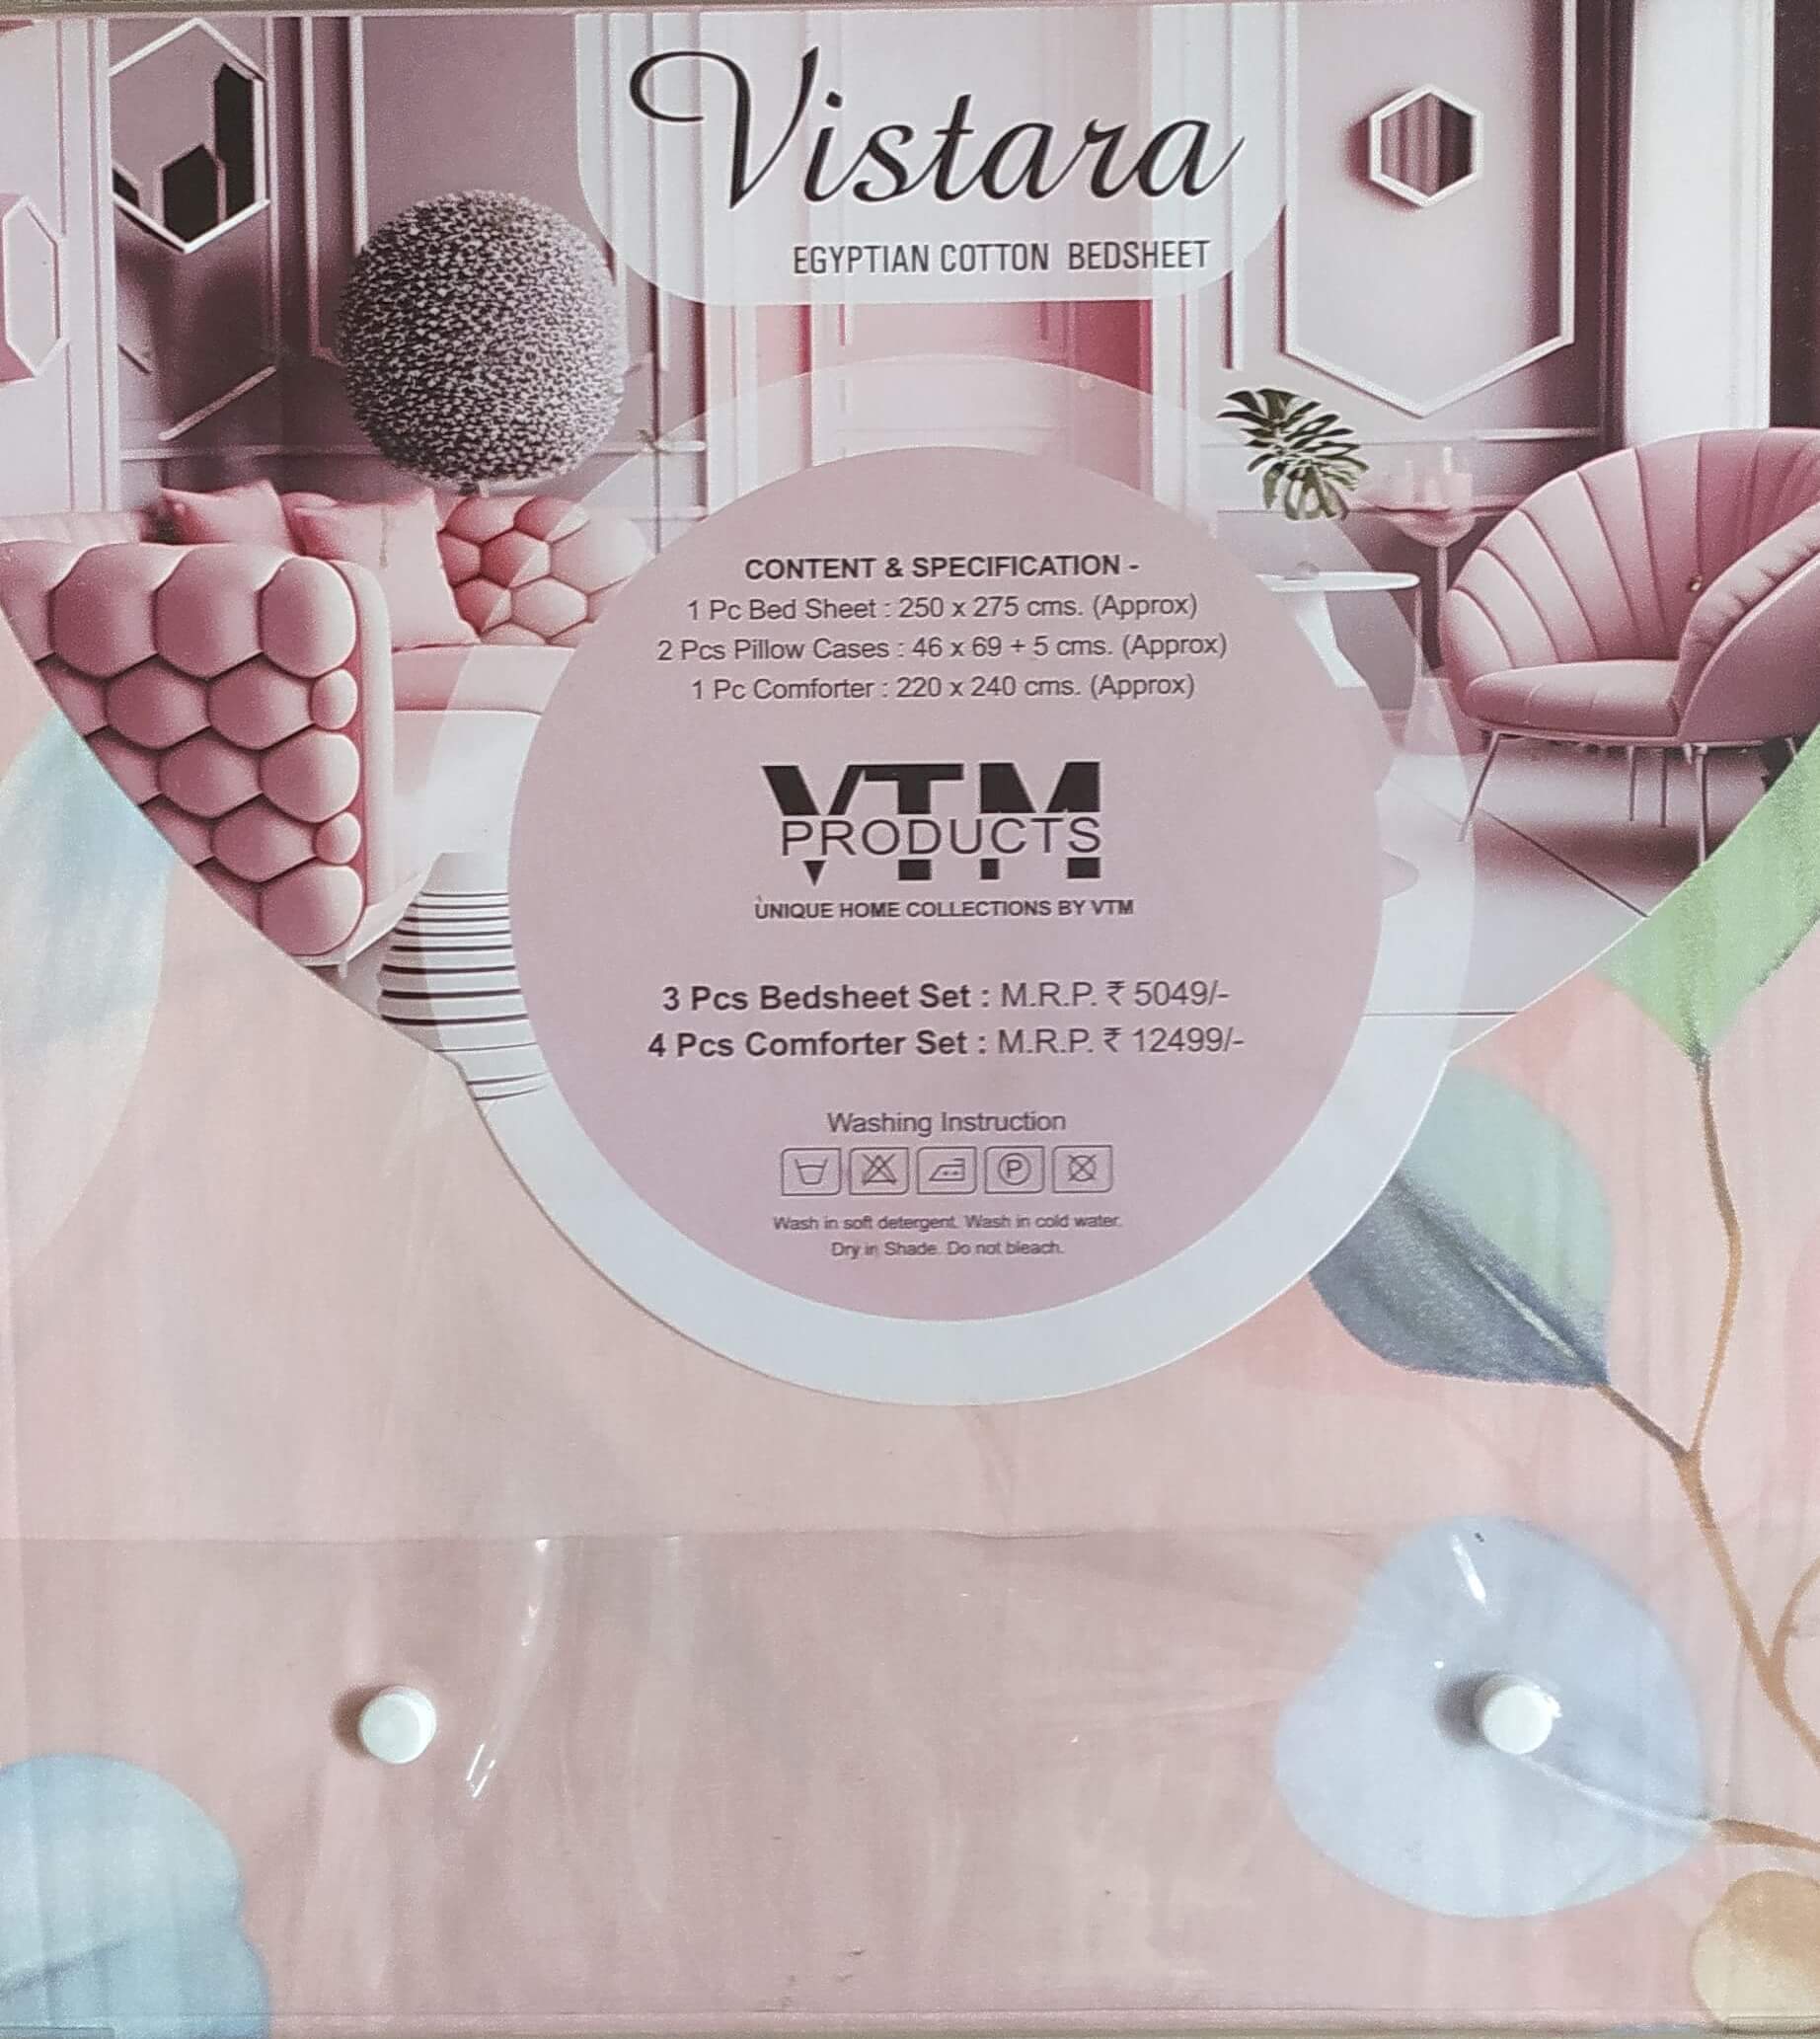 Vistara
EGYPTIAN COTTON BEDSHEET
CONTENT & SPECIFICATION -
1 Pc Bed Sheet : 250 x 275 cms. (Approx)
2 Pcs Pillow Cases : 46 x 69 + 5 cms. (Approx)
1 Pc Comforter : 220 x 240 cms. (Approx)
VTM
PRODUCTS
UNIQUE HOME COLLECTIONS BY VTM
3 Pcs Bedsheet Set : M.R.P. ₹ 5049/-
4 Pcs Comforter Set : M.R.P. ₹ 12499/-
Washing Instruction
P
Wash in soft detergent. Wash in cold water.
Dry in Shade. Do not bleach.